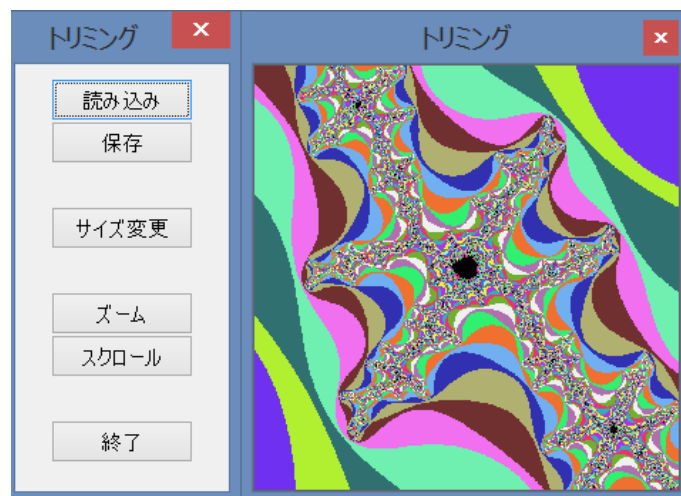 トリミング
読み込み
保存
サイズ変更
ズーム
スクロール
終了
トリミング